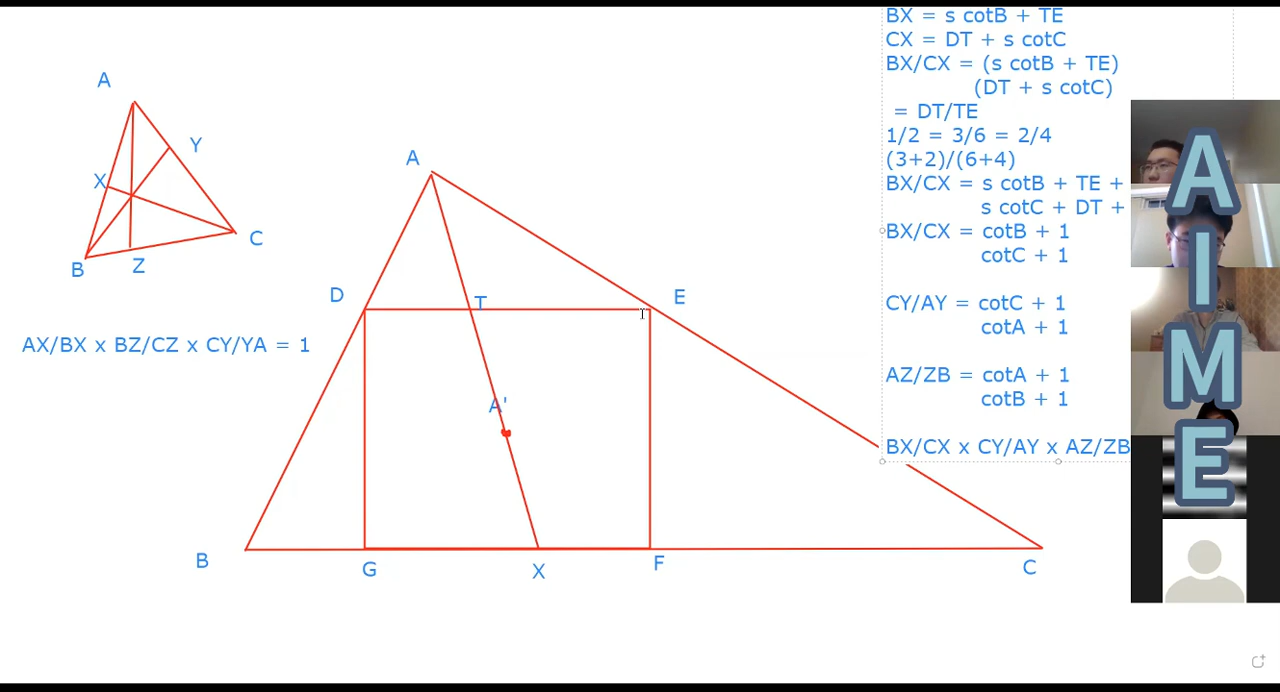 A
Y
X
C
B
Z
AX/BX x BZ/CZ x CY/YA = 1
A
D
T
E
A'
B
G
X
F
C
BX = s cotB + TE
CX = DT + s cotC
BX/CX = (s cotB + TE)
(DT + s cotC)
= DT/TE
1/2 = 3/6 = 2/4
(3+2)/(6+4)
BX/CX = s cotB + TE +
s cotC + DT +
BX/CX = cotB + 1
cotC + 1
CY/AY = cotC + 1
cotA + 1
AZ/ZB = cotA + 1
cotB + 1
BX/CX x CY/AY x AZ/ZB
AIME